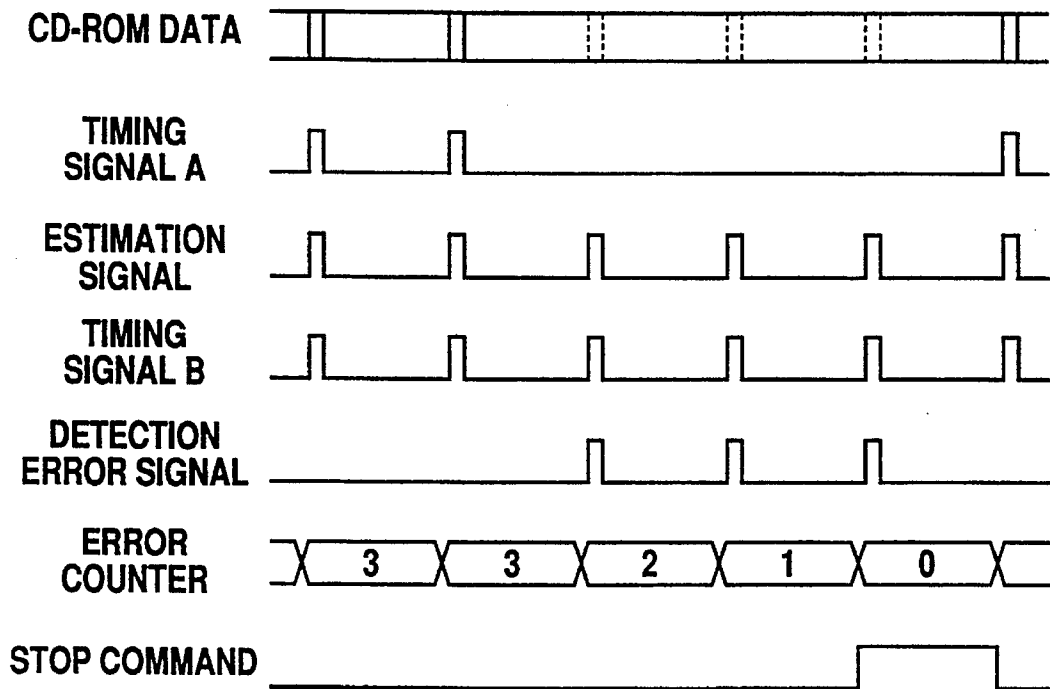 CD-ROM DATA
TIMING
SIGNAL A
ESTIMATION
SIGNAL
TIMING
SIGNAL B
DETECTION
ERROR SIGNAL
ERROR
COUNTER
3 3 2 1 0
STOP COMMAND